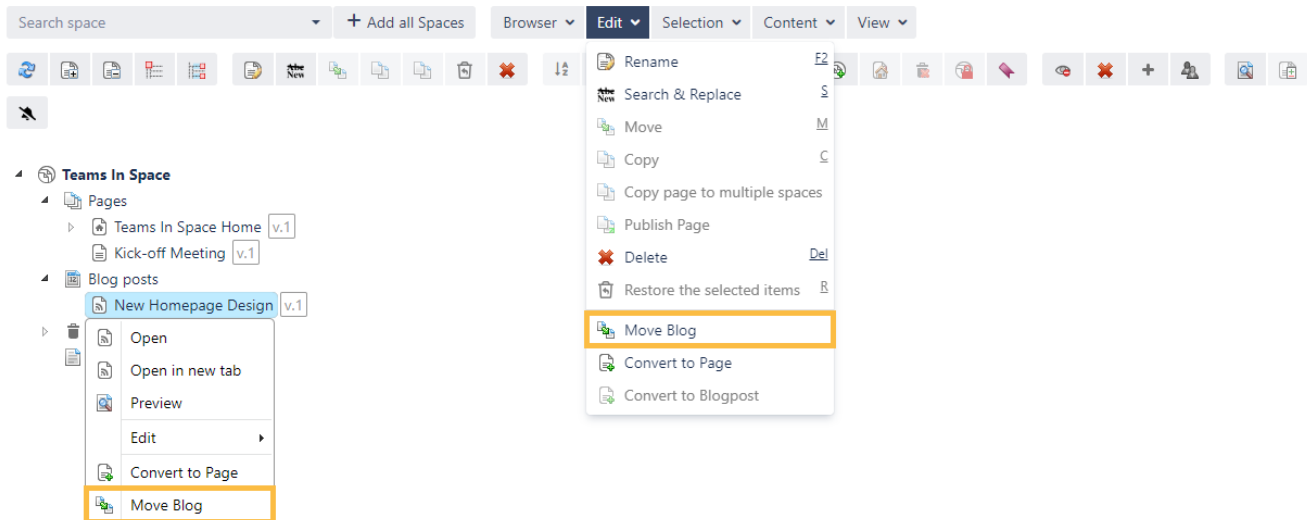 Search space
+ Add all Spaces
Browser
Edit
Selection
Content
View
Rename F2
Search & Replace S
Move M
Copy C
Copy page to multiple spaces
Publish Page
Delete Del
Restore the selected items R
Move Blog
Convert to Page
Convert to Blogpost
Teams In Space
Pages
Teams In Space Home v.1
Kick-off Meeting v.1
Blog posts
New Homepage Design v.1
Open
Open in new tab
Preview
Edit
Convert to Page
Move Blog